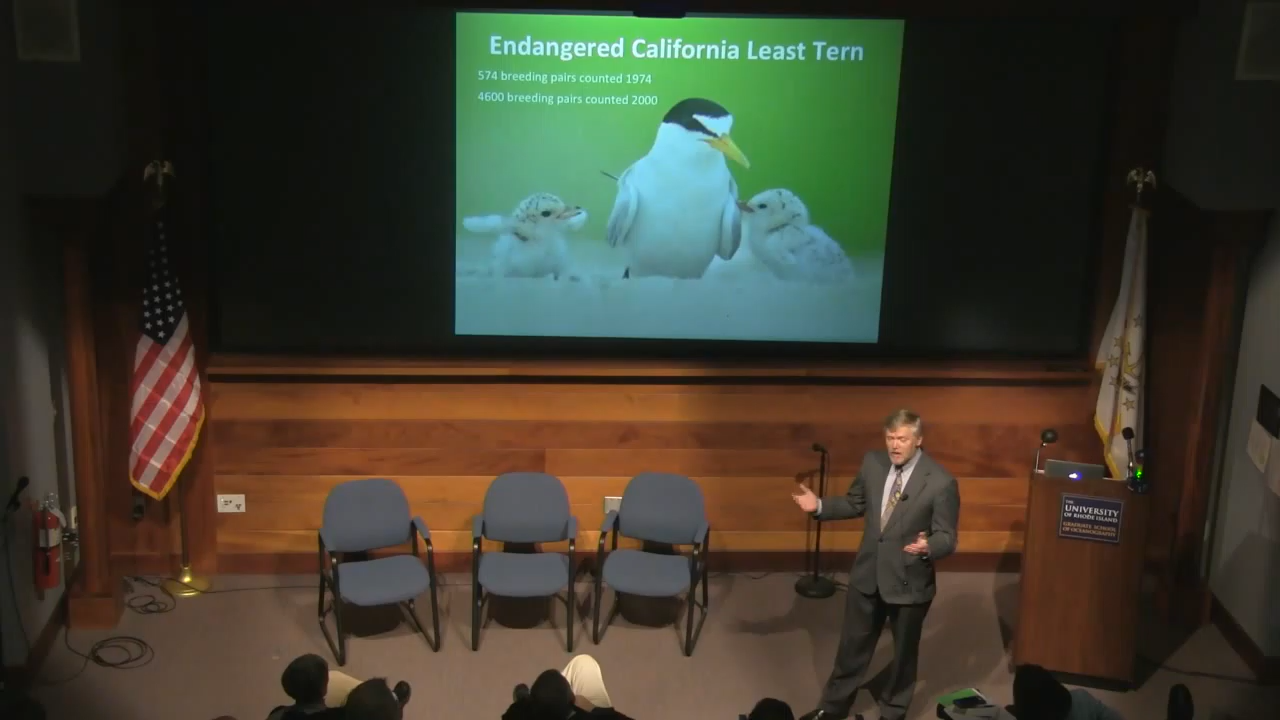 Endangered California Least Tern
574 breeding pairs counted 1974
4600 breeding pairs counted 2000
THE
UNIVERSITY
OF RHODE ISLAND
GRADUATE SCHOOL
OF OCEANOGRAPHY